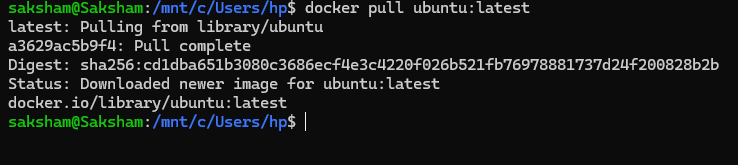 saksham@Saksham:/mnt/c/Users/hp$ docker pull ubuntu:latest
latest: Pulling from library/ubuntu
a3629ac5b9f4: Pull complete
Digest: sha256:cd1dba651b3080c3686ecf4e3c4220f026b521fb76978881737d24f200828b2b
Status: Downloaded newer image for ubuntu:latest
docker.io/library/ubuntu:latest
saksham@Saksham:/mnt/c/Users/hp$